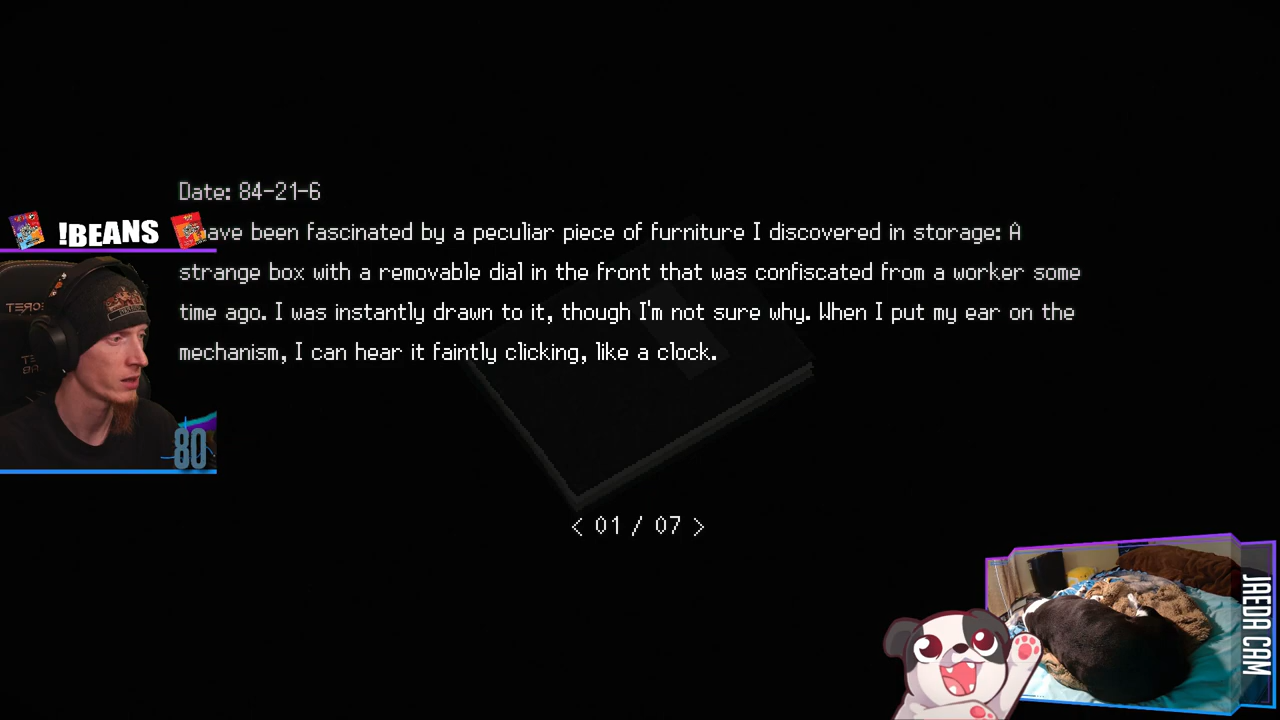 Date: 84-21-6
!BEANS
ave been fascinated by a peculiar piece of furniture I discovered in storage: A
strange box with a removable dial in the front that was confiscated from a worker some
time ago. I was instantly drawn to it, though I'm not sure why. When I put my ear on the
mechanism, I can hear it faintly clicking, like a clock.
80
< 01 / 07 >
JAEDA CAM